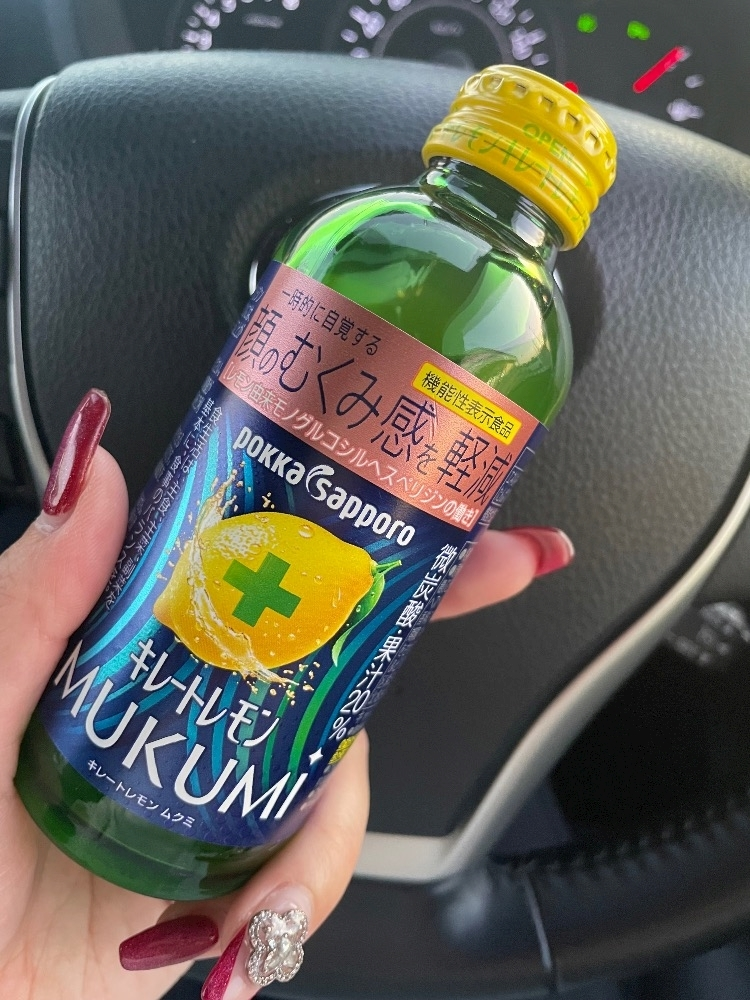 OPEN
一時的に自覚する
顔のむくみ感を軽減
機能性表示食品
レモン由来モノグルコシルヘスペリジンの働き
pokka sapporo
微炭酸・果汁20%
キレートレモン
MUKUMI
キレートレモン ムクミ